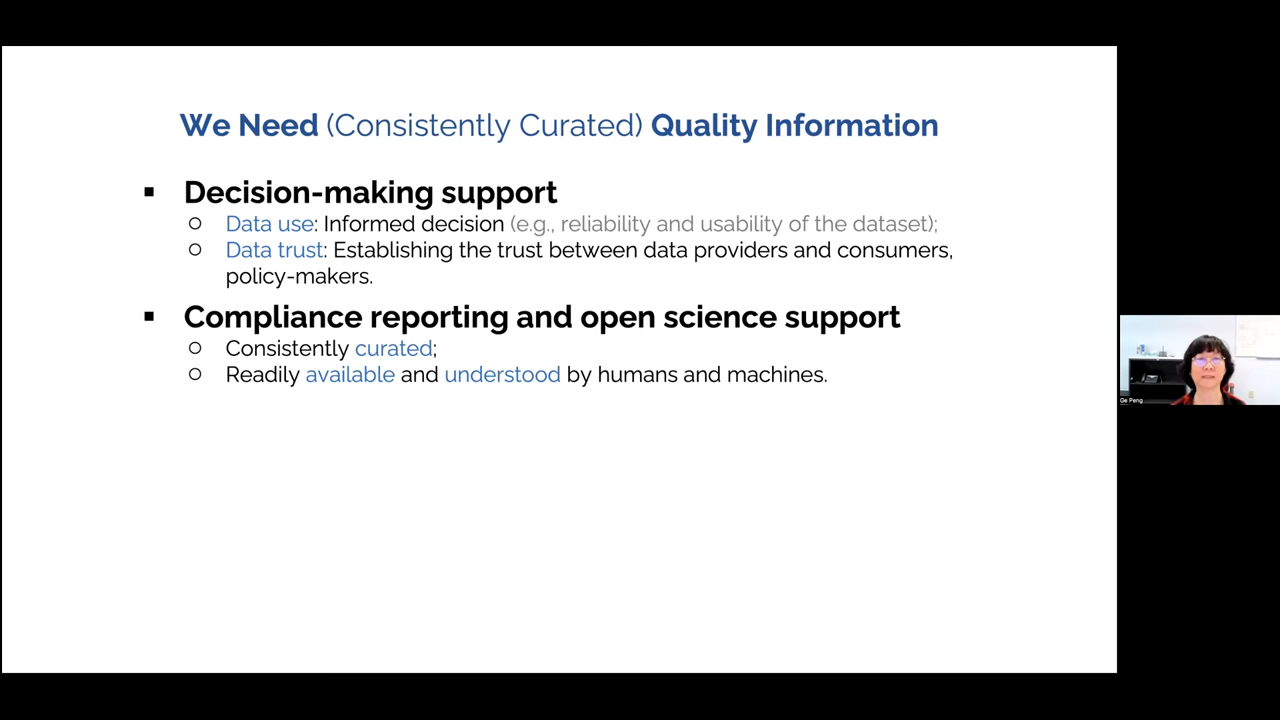 We Need (Consistently Curated) Quality Information
▪ Decision-making support
○ Data use: Informed decision (e.g., reliability and usability of the dataset);
○ Data trust: Establishing the trust between data providers and consumers,
policy-makers.
▪ Compliance reporting and open science support
○ Consistently curated;
○ Readily available and understood by humans and machines.
Ge Peng